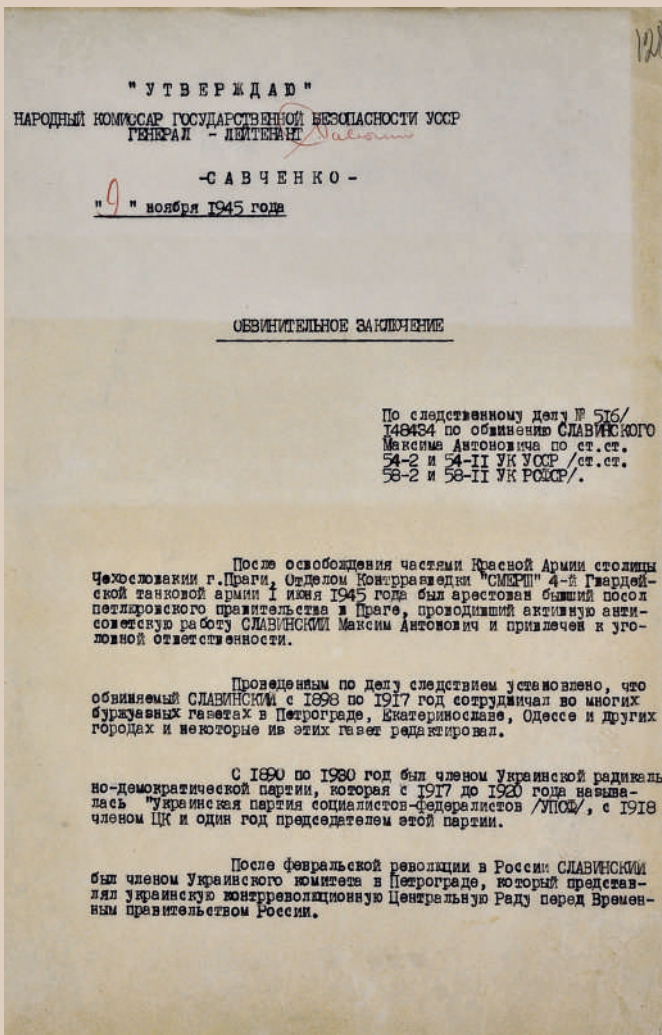 128
"УТВЕРЖДАЮ"
НАРОДНЫЙ КОМИССАР ГОСУДАРСТВЕННОЙ БЕЗОПАСНОСТИ УССР
ГЕНЕРАЛ - ЛЕЙТЕНАНТ
-САВЧЕНКО-
"9" ноября 1945 года
ОБВИНИТЕЛЬНОЕ ЗАКЛЮЧЕНИЕ
По следственному делу № 516/
148434 по обвинению СЛАВИНСКОГО
Максима Антоновича по ст.ст.
54-2 и 54-II УК УССР /ст.ст.
58-2 и 58-II УК РСФСР/.
После освобождения частями Красной Армии столицы
Чехословакии г.Праги, Отделом Контрразведки "СМЕРШ" 4-й Гвардей-
ской танковой армии I июня 1945 года был арестован бывший посол
петлюровского правительства в Праге, проводивший активную анти-
советскую работу СЛАВИНСКИЙ Максим Антонович и привлечен к уго-
ловной ответственности.
Проведенным по делу следствием установлено, что
обвиняемый СЛАВИНСКИЙ с 1898 по 1917 год сотрудничал во многих
буржуазных газетах в Петрограде, Екатеринославе, Одессе и других
городах и некоторые из этих газет редактировал.
С 1890 по 1930 год был членом Украинской радикаль
но-демократической партии, которая с 1917 до 1920 года называ-
лась "Украинская партия социалистов-федералистов /УПСФ/, с 1918
членом ЦК и один год председателем этой партии.
После февральской революции в России СЛАВИНСКИЙ
был членом Украинского комитета в Петрограде, который представ-
лял украинскую контрреволюционную Центральную Раду перед Времен-
ным правительством России.